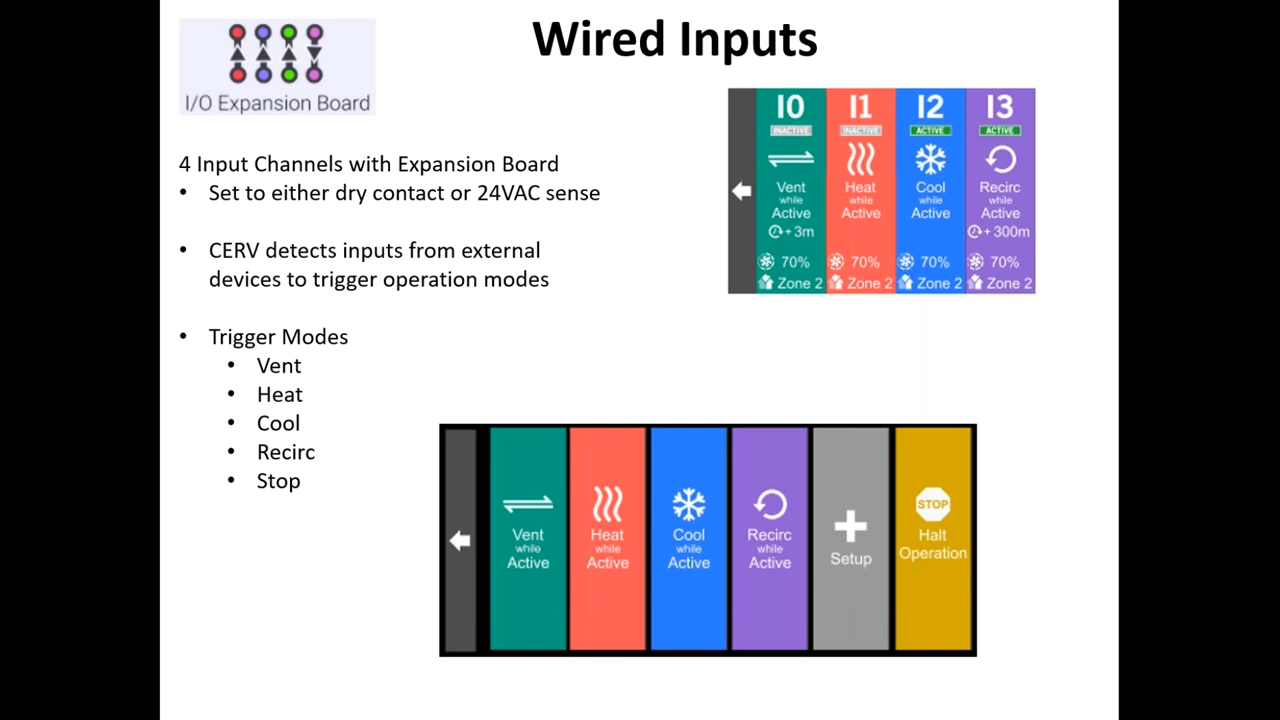 Wired Inputs
I/O Expansion Board
4 Input Channels with Expansion Board
• Set to either dry contact or 24VAC sense
• CERV detects inputs from external
devices to trigger operation modes
• Trigger Modes
• Vent
• Heat
• Cool
• Recirc
• Stop
I0 I1 I2 I3
INACTIVE INACTIVE ACTIVE ACTIVE
Vent Heat Cool Recirc
while while while while
Active Active Active Active
+ 3m + 300m
70% 70% 70% 70%
Zone 2 Zone 2 Zone 2 Zone 2
STOP
Vent Heat Cool Recirc Halt
while while while while Setup Operation
Active Active Active Active